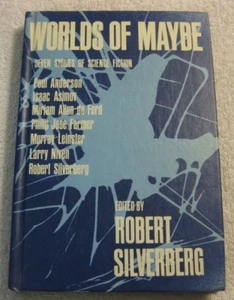 WORLDS OF MAYBE
SEVEN STORIES OF SCIENCE FICTION
Poul Anderson
Isaac Asimov
Miriam Allen de Ford
Philip José Farmer
Murray Leinster
Larry Niven
Robert Silverberg
EDITED BY
ROBERT
SILVERBERG